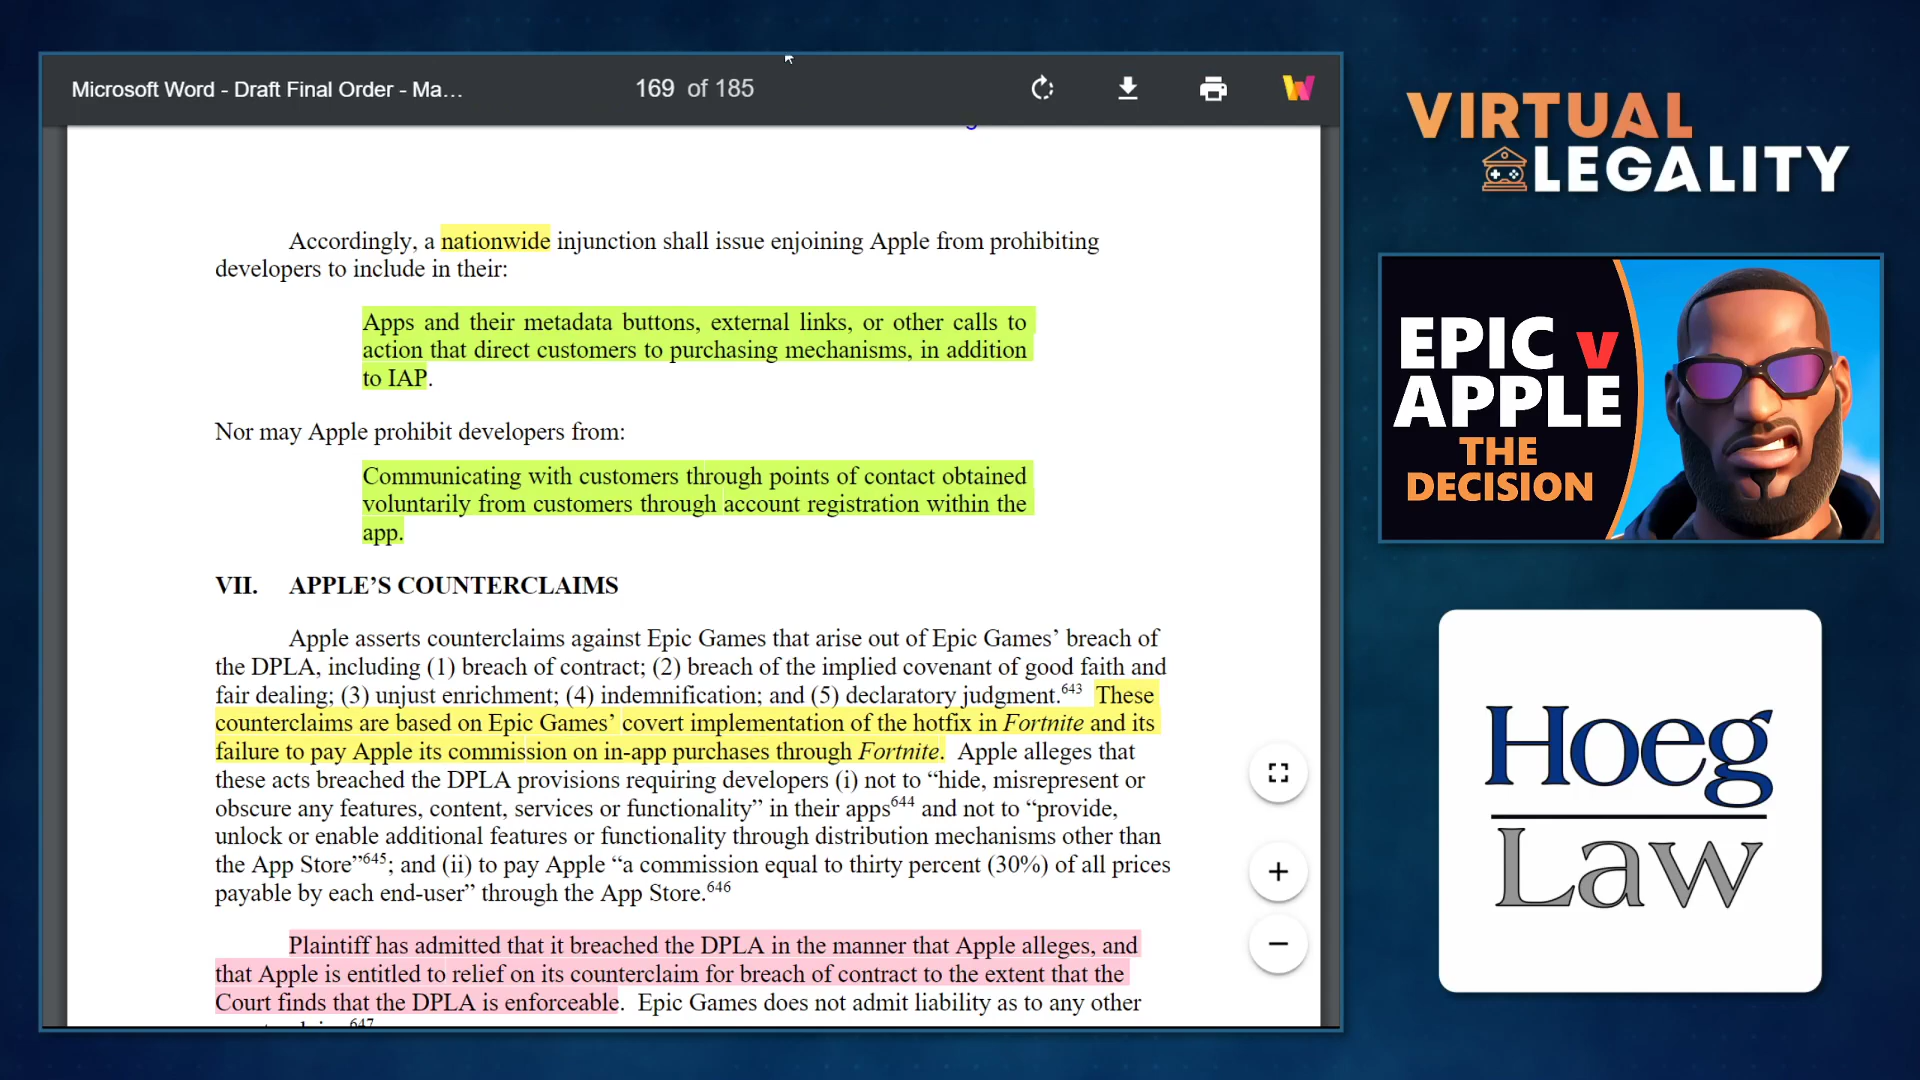 Microsoft Word - Draft Final Order - Ma...
169 of 185
Accordingly, a nationwide injunction shall issue enjoining Apple from prohibiting
developers to include in their:
Apps and their metadata buttons, external links, or other calls to
action that direct customers to purchasing mechanisms, in addition
to IAP.
Nor may Apple prohibit developers from:
Communicating with customers through points of contact obtained
voluntarily from customers through account registration within the
app.
VII. APPLE’S COUNTERCLAIMS
Apple asserts counterclaims against Epic Games that arise out of Epic Games’ breach of
the DPLA, including (1) breach of contract; (2) breach of the implied covenant of good faith and
fair dealing; (3) unjust enrichment; (4) indemnification; and (5) declaratory judgment.643 These
counterclaims are based on Epic Games’ covert implementation of the hotfix in Fortnite and its
failure to pay Apple its commission on in-app purchases through Fortnite. Apple alleges that
these acts breached the DPLA provisions requiring developers (i) not to “hide, misrepresent or
obscure any features, content, services or functionality” in their apps644 and not to “provide,
unlock or enable additional features or functionality through distribution mechanisms other than
the App Store”645; and (ii) to pay Apple “a commission equal to thirty percent (30%) of all prices
payable by each end-user” through the App Store.646
Plaintiff has admitted that it breached the DPLA in the manner that Apple alleges, and
that Apple is entitled to relief on its counterclaim for breach of contract to the extent that the
Court finds that the DPLA is enforceable. Epic Games does not admit liability as to any other
647
VIRTUAL
LEGALITY
EPIC v
APPLE
THE
DECISION
Hoeg
Law